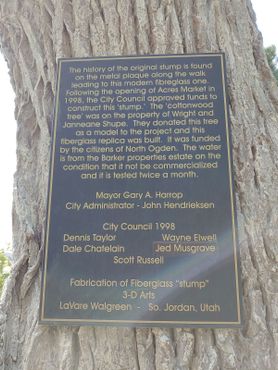 The history of the original stump is found
on the metal plaque along the walk
leading to this modern fibreglass one.
Following the opening of Acres Market in
1998, the City Council approved funds to
construct this 'stump.' The 'cottonwood
tree' was on the property of Wright and
Janneane Shupe. They donated this tree
as a model to the project and this
fiberglass replica was built. It was funded
by the citizens of North Ogden. The water
is from the Barker properties estate on the
condition that it not be commercialized
and it is tested twice a month.
Mayor Gary A. Harrop
City Administrator - John Hendrieksen
City Council 1998
Dennis Taylor Wayne Elwell
Dale Chatelain Jed Musgrave
Scott Russell
Fabrication of Fiberglass "stump"
3-D Arts
LaVare Walgreen - So. Jordan, Utah